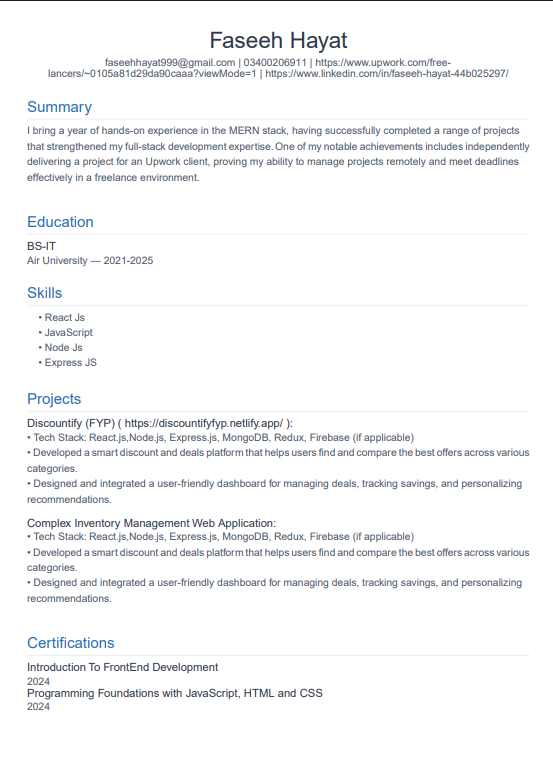 Faseeh Hayat
faseehhayat999@gmail.com | 03400206911 | https://www.upwork.com/free-
lancers/~0105a81d29da90caaa?viewMode=1 | https://www.linkedin.com/in/faseeh-hayat-44b025297/
Summary
I bring a year of hands-on experience in the MERN stack, having successfully completed a range of projects
that strengthened my full-stack development expertise. One of my notable achievements includes independently
delivering a project for an Upwork client, proving my ability to manage projects remotely and meet deadlines
effectively in a freelance environment.
Education
BS-IT
Air University — 2021-2025
Skills
• React Js
• JavaScript
• Node Js
• Express JS
Projects
Discountify (FYP) ( https://discountifyfyp.netlify.app/ ):
• Tech Stack: React.js,Node.js, Express.js, MongoDB, Redux, Firebase (if applicable)
• Developed a smart discount and deals platform that helps users find and compare the best offers across various
categories.
• Designed and integrated a user-friendly dashboard for managing deals, tracking savings, and personalizing
recommendations.
Complex Inventory Management Web Application:
• Tech Stack: React.js,Node.js, Express.js, MongoDB, Redux, Firebase (if applicable)
• Developed a smart discount and deals platform that helps users find and compare the best offers across various
categories.
• Designed and integrated a user-friendly dashboard for managing deals, tracking savings, and personalizing
recommendations.
Certifications
Introduction To FrontEnd Development
2024
Programming Foundations with JavaScript, HTML and CSS
2024